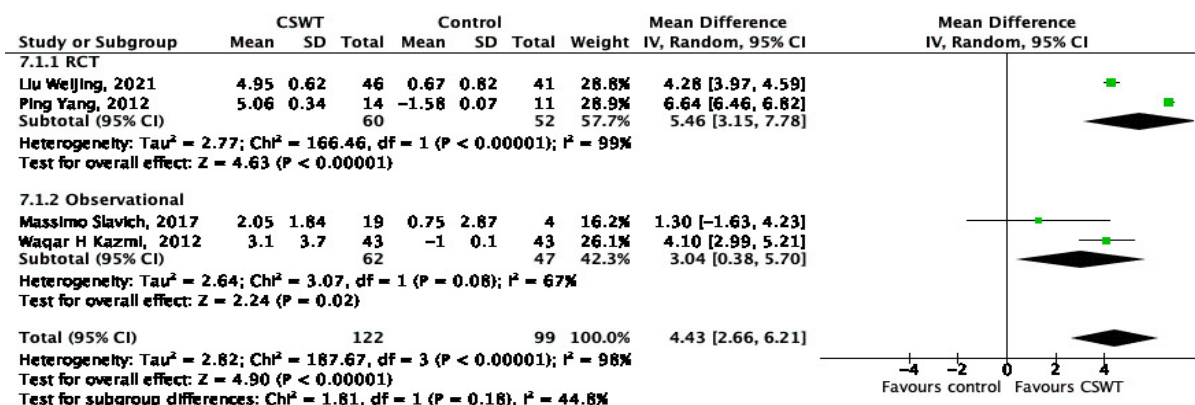 CSWT Control Mean Difference Mean Difference
Study or Subgroup Mean SD Total Mean SD Total Weight IV, Random, 95% CI IV, Random, 95% CI
7.1.1 RCT
Liu Weijing, 2021 4.95 0.62 46 0.67 0.82 41 28.8% 4.28 [3.97, 4.59]
Ping Yang, 2012 5.06 0.34 14 −1.58 0.07 11 28.9% 6.64 [6.46, 6.82]
Subtotal (95% CI) 60 52 57.7% 5.46 [3.15, 7.78]
Heterogeneity: Tau² = 2.77; Chi² = 166.46, df = 1 (P < 0.00001); I² = 99%
Test for overall effect: Z = 4.63 (P < 0.00001)
7.1.2 Observational
Massimo Slavich, 2017 2.05 1.84 19 0.75 2.87 4 16.2% 1.30 [−1.63, 4.23]
Waqar H Kazmi, 2012 3.1 3.7 43 −1 0.1 43 26.1% 4.10 [2.99, 5.21]
Subtotal (95% CI) 62 47 42.3% 3.04 [0.38, 5.70]
Heterogeneity: Tau² = 2.64; Chi² = 3.07, df = 1 (P = 0.08); I² = 67%
Test for overall effect: Z = 2.24 (P = 0.02)
Total (95% CI) 122 99 100.0% 4.43 [2.66, 6.21]
Heterogeneity: Tau² = 2.82; Chi² = 187.67, df = 3 (P < 0.00001); I² = 98%
Test for overall effect: Z = 4.90 (P < 0.00001)
Test for subgroup differences: Chi² = 1.81, df = 1 (P = 0.18), I² = 44.8%
−4 −2 0 2 4
Favours control Favours CSWT